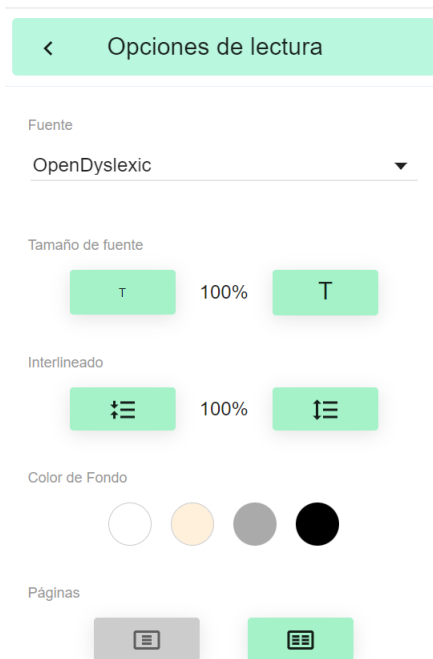 Opciones de lectura
Fuente
OpenDyslexic
Tamaño de fuente
T 100% T
Interlineado
100%
Color de Fondo
Páginas